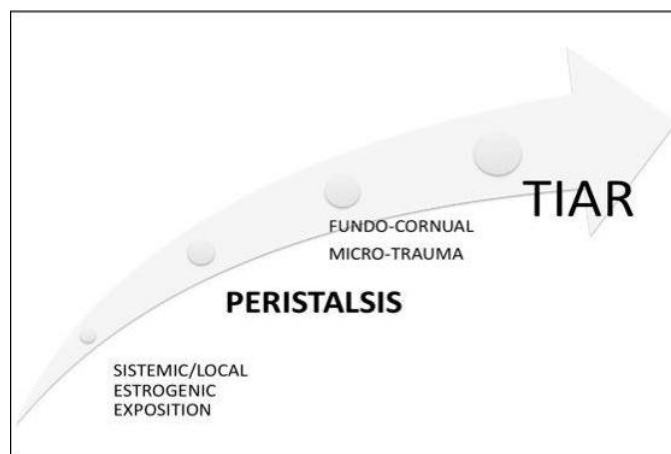 SISTEMIC/LOCAL
ESTROGENIC
EXPOSITION
PERISTALSIS
FUNDO-CORNUAL
MICRO-TRAUMA
TIAR